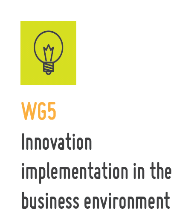 WG5
Innovation
implementation in the
business environment